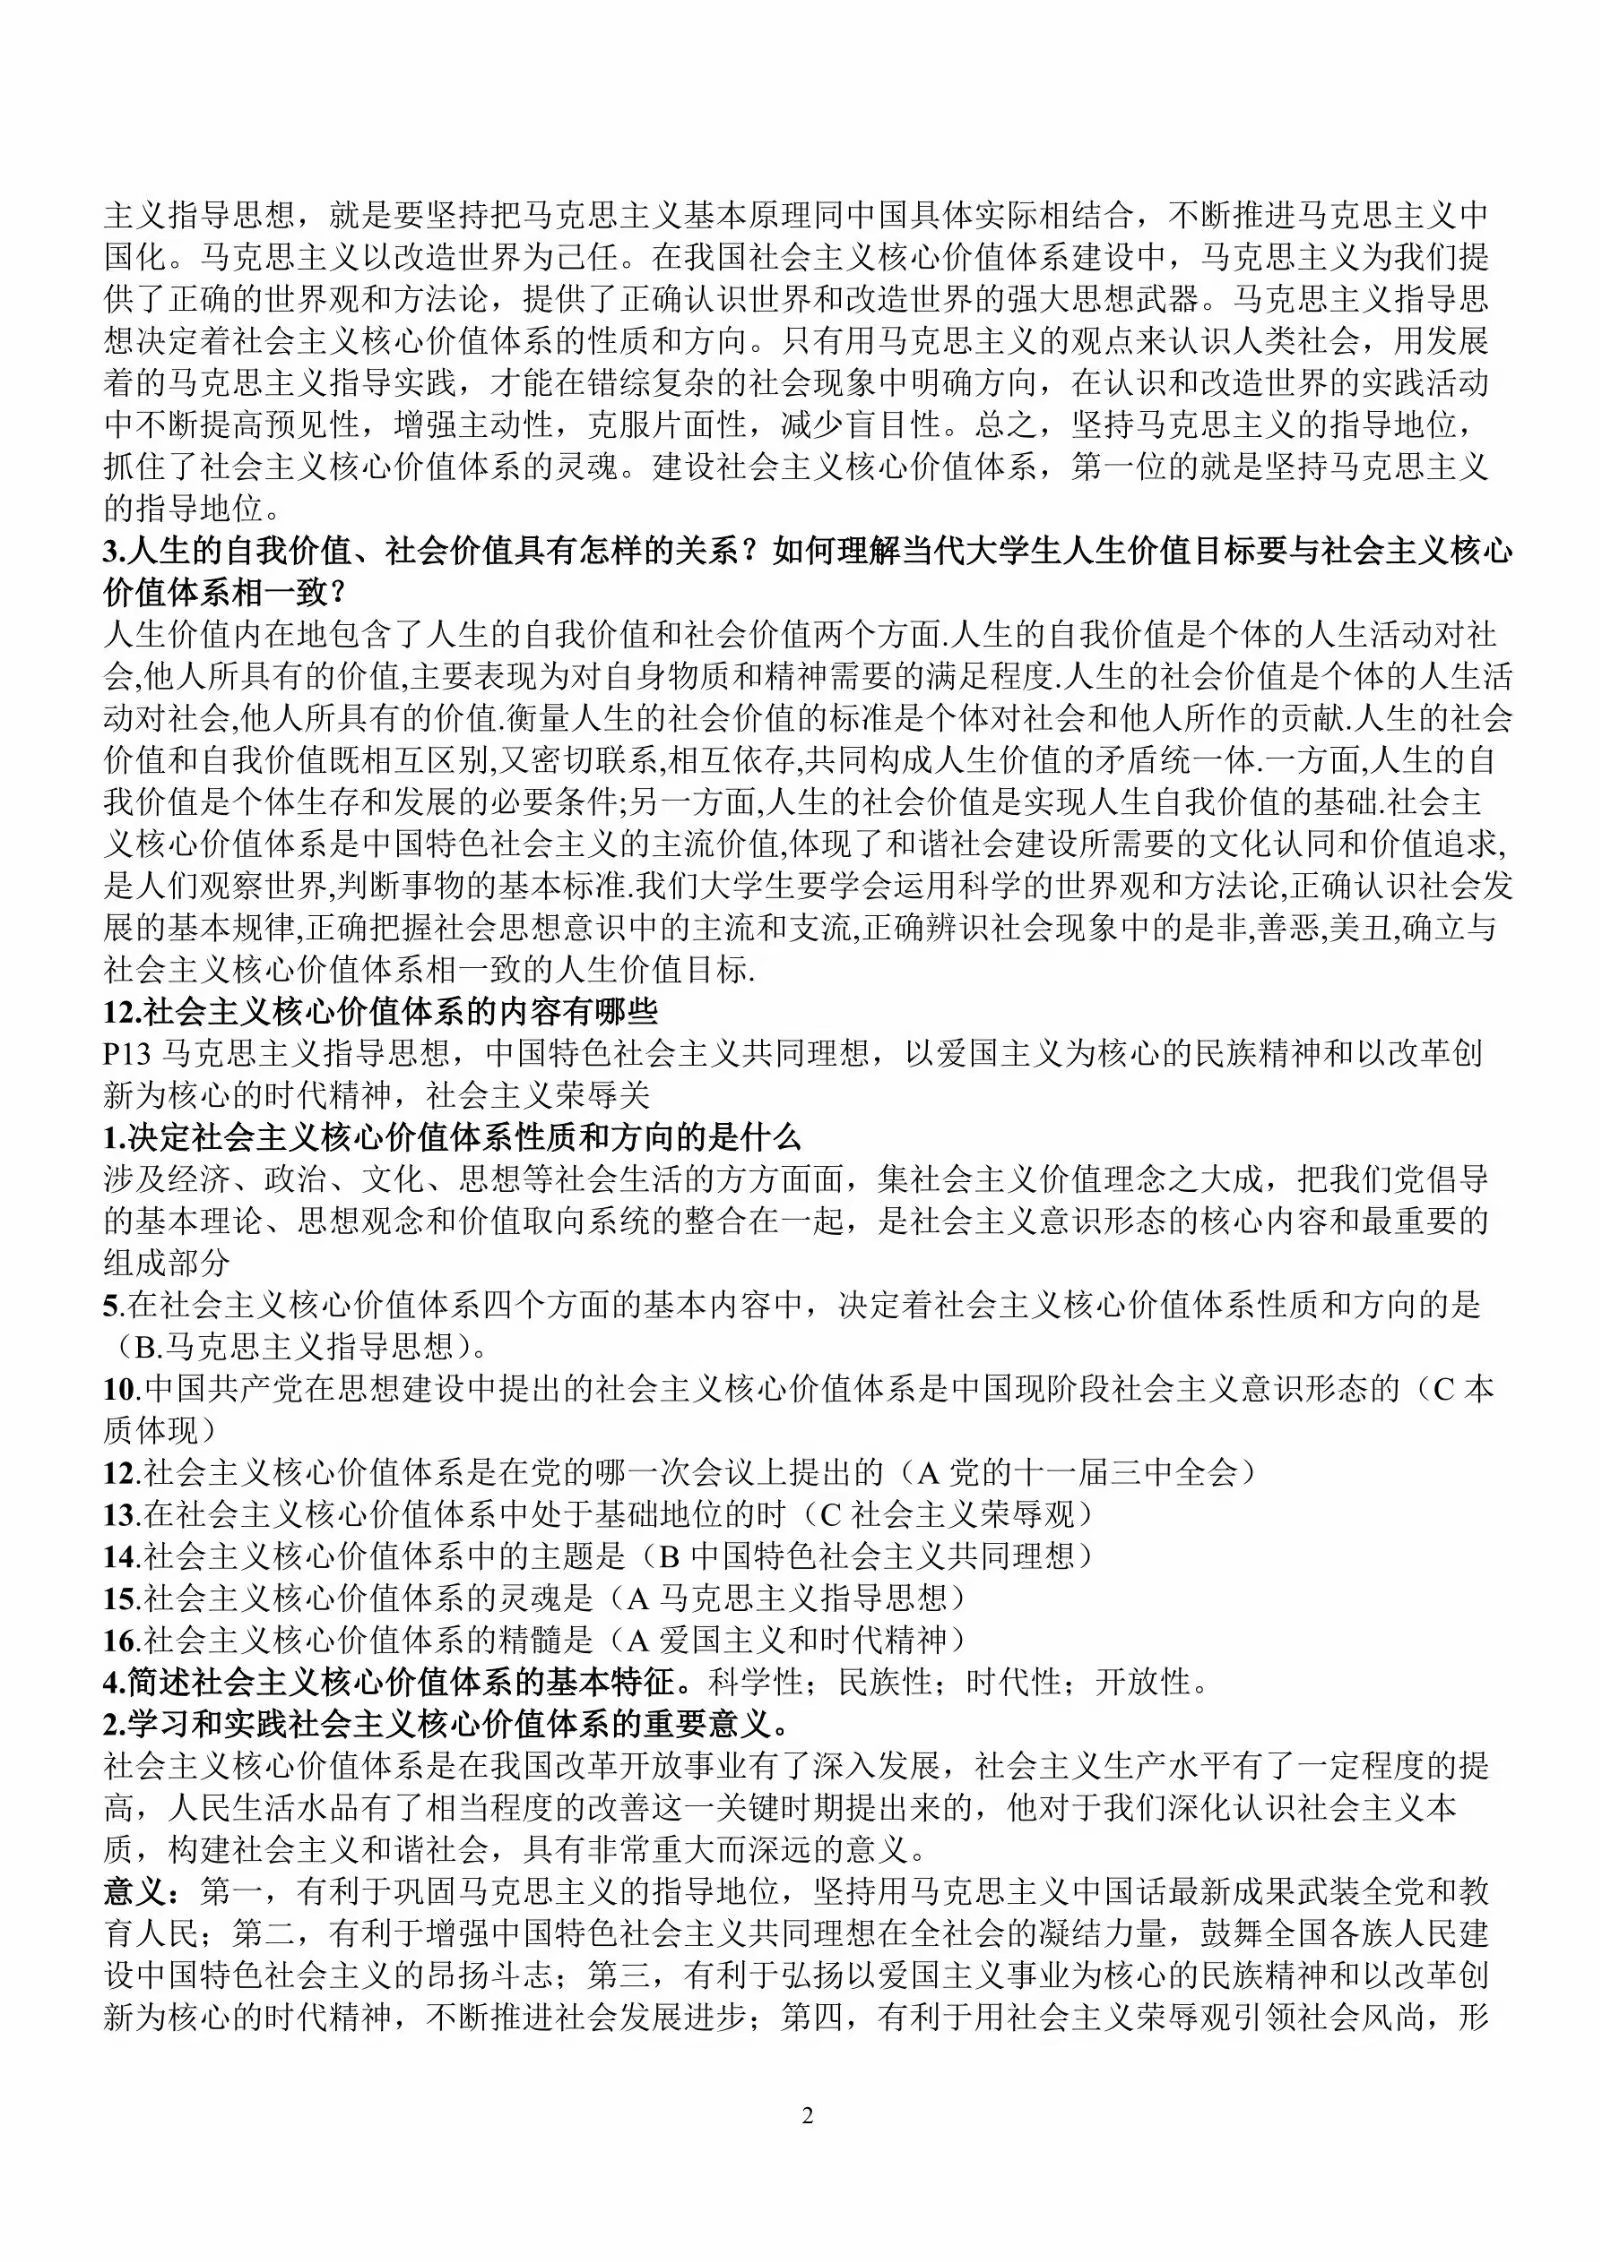 主义指导思想，就是要坚持把马克思主义基本原理同中国具体实际相结合，不断推进马克思主义中
国化。马克思主义以改造世界为己任。在我国社会主义核心价值体系建设中，马克思主义为我们提
供了正确的世界观和方法论，提供了正确认识世界和改造世界的强大思想武器。马克思主义指导思
想决定着社会主义核心价值体系的性质和方向。只有用马克思主义的观点来认识人类社会，用发展
着的马克思主义指导实践，才能在错综复杂的社会现象中明确方向，在认识和改造世界的实践活动
中不断提高预见性，增强主动性，克服片面性，减少盲目性。总之，坚持马克思主义的指导地位，
抓住了社会主义核心价值体系的灵魂。建设社会主义核心价值体系，第一位的就是坚持马克思主义
的指导地位。
3.人生的自我价值、社会价值具有怎样的关系？如何理解当代大学生人生价值目标要与社会主义核心
价值体系相一致？
人生价值内在地包含了人生的自我价值和社会价值两个方面.人生的自我价值是个体的人生活动对社
会,他人所具有的价值,主要表现为对自身物质和精神需要的满足程度.人生的社会价值是个体的人生活
动对社会,他人所具有的价值.衡量人生的社会价值的标准是个体对社会和他人所作的贡献.人生的社会
价值和自我价值既相互区别,又密切联系,相互依存,共同构成人生价值的矛盾统一体.一方面,人生的自
我价值是个体生存和发展的必要条件;另一方面,人生的社会价值是实现人生自我价值的基础.社会主
义核心价值体系是中国特色社会主义的主流价值,体现了和谐社会建设所需要的文化认同和价值追求,
是人们观察世界,判断事物的基本标准.我们大学生要学会运用科学的世界观和方法论,正确认识社会发
展的基本规律,正确把握社会思想意识中的主流和支流,正确辨识社会现象中的是非,善恶,美丑,确立与
社会主义核心价值体系相一致的人生价值目标.
12.社会主义核心价值体系的内容有哪些
P13 马克思主义指导思想，中国特色社会主义共同理想，以爱国主义为核心的民族精神和以改革创
新为核心的时代精神，社会主义荣辱关
1.决定社会主义核心价值体系性质和方向的是什么
涉及经济、政治、文化、思想等社会生活的方方面面，集社会主义价值理念之大成，把我们党倡导
的基本理论、思想观念和价值取向系统的整合在一起，是社会主义意识形态的核心内容和最重要的
组成部分
5.在社会主义核心价值体系四个方面的基本内容中，决定着社会主义核心价值体系性质和方向的是
（B.马克思主义指导思想）。
10.中国共产党在思想建设中提出的社会主义核心价值体系是中国现阶段社会主义意识形态的（C 本
质体现）
12.社会主义核心价值体系是在党的哪一次会议上提出的（A 党的十一届三中全会）
13.在社会主义核心价值体系中处于基础地位的时（C 社会主义荣辱观）
14.社会主义核心价值体系中的主题是（B 中国特色社会主义共同理想）
15.社会主义核心价值体系的灵魂是（A 马克思主义指导思想）
16.社会主义核心价值体系的精髓是（A 爱国主义和时代精神）
4.简述社会主义核心价值体系的基本特征。科学性；民族性；时代性；开放性。
2.学习和实践社会主义核心价值体系的重要意义。
社会主义核心价值体系是在我国改革开放事业有了深入发展，社会主义生产水平有了一定程度的提
高，人民生活水品有了相当程度的改善这一关键时期提出来的，他对于我们深化认识社会主义本
质，构建社会主义和谐社会，具有非常重大而深远的意义。
意义：第一，有利于巩固马克思主义的指导地位，坚持用马克思主义中国话最新成果武装全党和教
育人民；第二，有利于增强中国特色社会主义共同理想在全社会的凝结力量，鼓舞全国各族人民建
设中国特色社会主义的昂扬斗志；第三，有利于弘扬以爱国主义事业为核心的民族精神和以改革创
新为核心的时代精神，不断推进社会发展进步；第四，有利于用社会主义荣辱观引领社会风尚，形
2